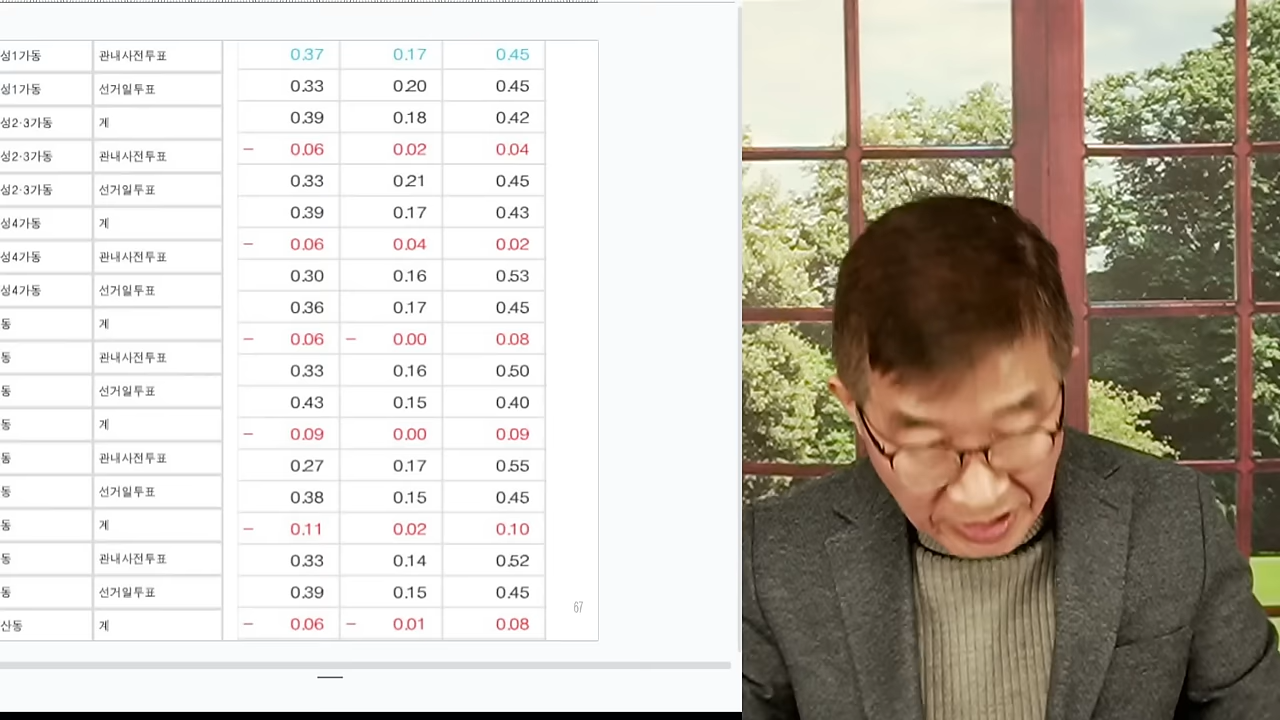 성1가동 관내사전투표 0.37 0.17 0.45
성1가동 선거일투표 0.33 0.20 0.45
성2·3가동 계 0.39 0.18 0.42
성2·3가동 관내사전투표 − 0.06 0.02 0.04
성2·3가동 선거일투표 0.33 0.21 0.45
성4가동 계 0.39 0.17 0.43
성4가동 관내사전투표 − 0.06 0.04 0.02
성4가동 선거일투표 0.30 0.16 0.53
동 계 0.36 0.17 0.45
동 관내사전투표 − 0.06 − 0.00 0.08
동 선거일투표 0.33 0.16 0.50
동 계 0.43 0.15 0.40
동 관내사전투표 − 0.09 0.00 0.09
동 선거일투표 0.27 0.17 0.55
동 계 0.38 0.15 0.45
동 관내사전투표 − 0.11 0.02 0.10
동 선거일투표 0.33 0.14 0.52
산동 계 0.39 0.15 0.45
− 0.06 − 0.01 0.08
67